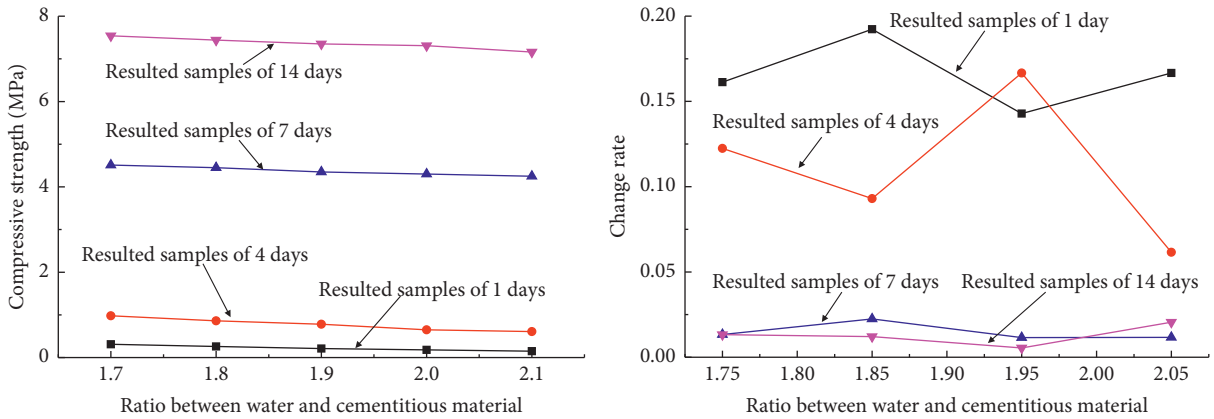 8
6
4
2
0
Compressive strength (MPa)
Resulted samples of 14 days
Resulted samples of 7 days
Resulted samples of 4 days
Resulted samples of 1 days
1.7 1.8 1.9 2.0 2.1
Ratio between water and cementitious material
0.20
0.15
0.10
0.05
0.00
Change rate
Resulted samples of 1 day
Resulted samples of 4 days
Resulted samples of 7 days
Resulted samples of 14 days
1.75 1.80 1.85 1.90 1.95 2.00 2.05
Ratio between water and cementitious material